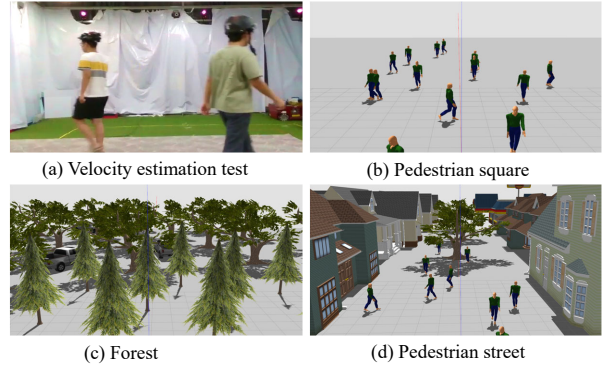 (a) Velocity estimation test
(b) Pedestrian square
(c) Forest
(d) Pedestrian street